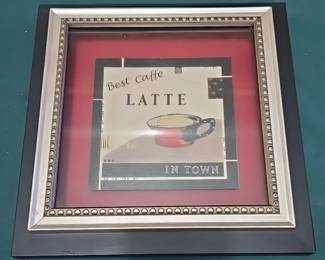 Best Caffe
LATTE
IN TOWN